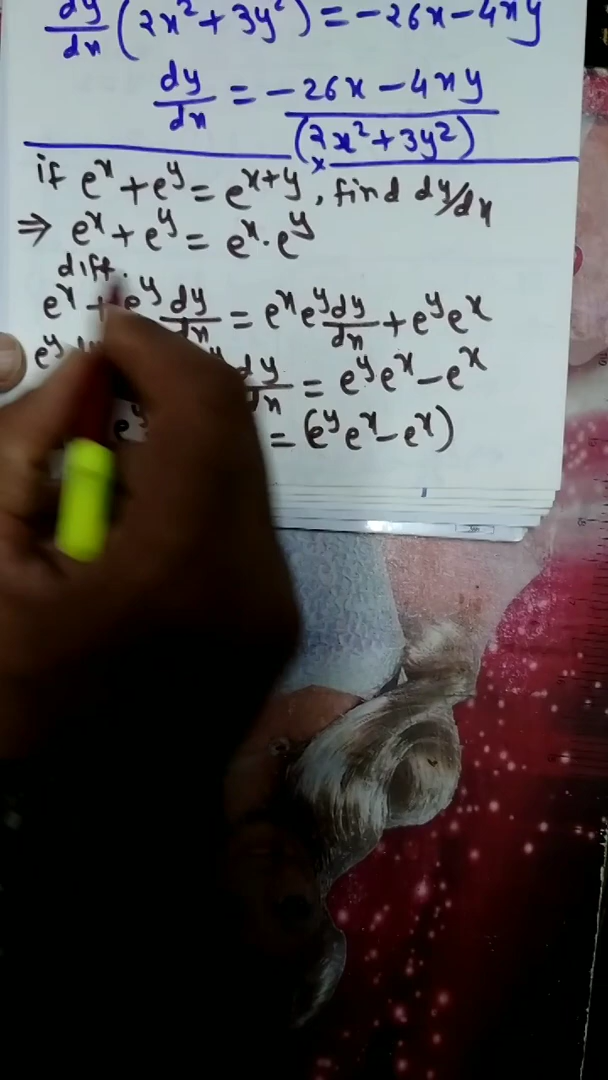 dy/dx (2x² + 3y²) = -26x - 4xy
dy/dx = -26x - 4xy / (2x² + 3y²)
if eˣ + eʸ = eˣ⁺ʸ, find dy/dx
⇒ eˣ + eʸ = eˣ · eʸ
diff.
eˣ + eʸ dy/dx = eˣeʸ dy/dx + eʸeˣ
eʸ dy/dx = eʸeˣ - eˣ
eʸ = (eʸeˣ - eˣ)